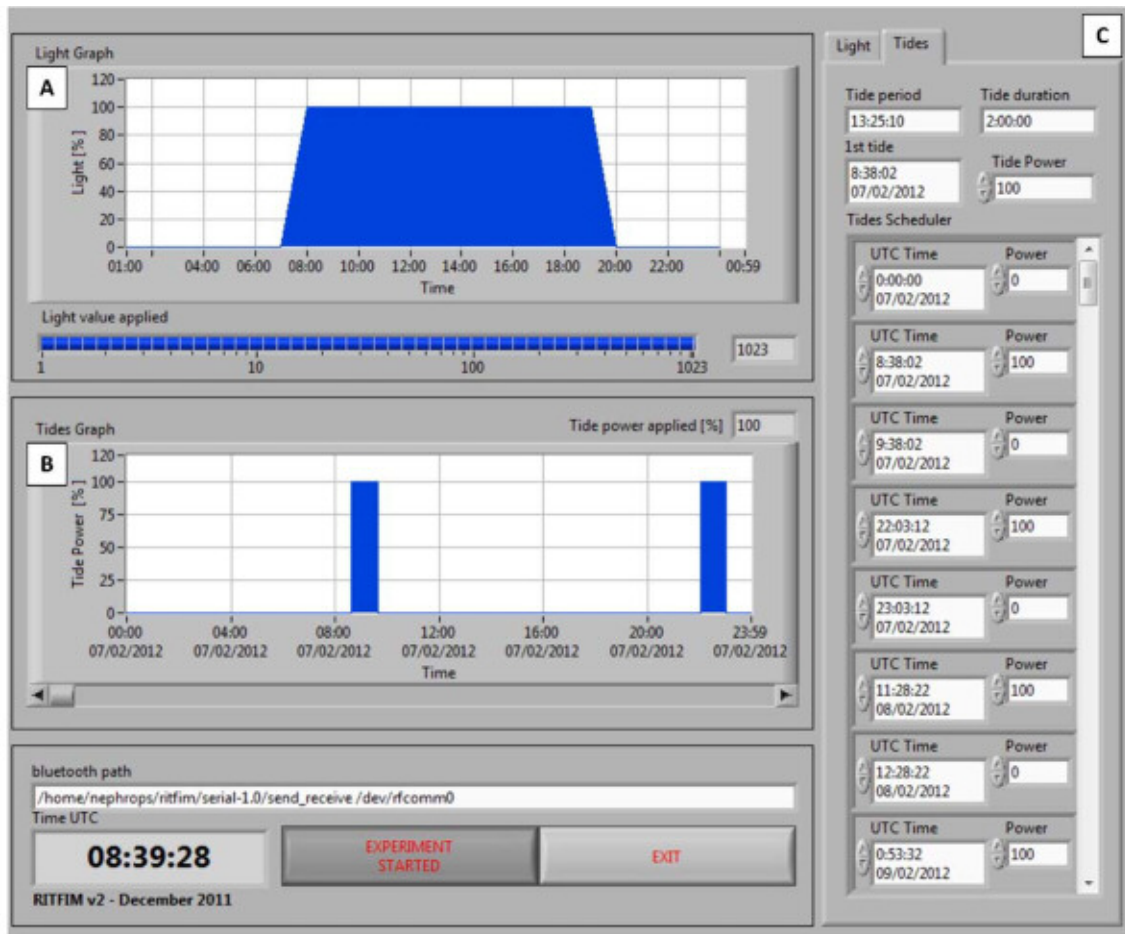 Light Graph
A
Light [%]
120
100
80
60
40
20
0
01:00 04:00 06:00 08:00 10:00 12:00 14:00 16:00 18:00 20:00 22:00 00:59
Time
Light value applied
1 10 100 1023
1023
Tides Graph
Tide power applied [%] 100
B
Tide Power [%]
120
100
75
50
25
0
00:00 04:00 08:00 12:00 16:00 20:00 23:59
07/02/2012 07/02/2012 07/02/2012 07/02/2012 07/02/2012 07/02/2012 07/02/2012
Time
bluetooth path
/home/nephrops/ritfim/serial-1.0/send_receive /dev/rfcomm0
Time UTC
08:39:28
EXPERIMENT
STARTED
EXIT
RITFIM v2 - December 2011
C
Light Tides
Tide period Tide duration
13:25:10 2:00:00
1st tide
8:38:02
07/02/2012
Tide Power
100
Tides Scheduler
UTC Time Power
0:00:00 0
07/02/2012
UTC Time Power
8:38:02 100
07/02/2012
UTC Time Power
9:38:02 0
07/02/2012
UTC Time Power
22:03:12 100
07/02/2012
UTC Time Power
23:03:12 0
07/02/2012
UTC Time Power
11:28:22 100
08/02/2012
UTC Time Power
12:28:22 0
08/02/2012
UTC Time Power
0:53:32 100
09/02/2012